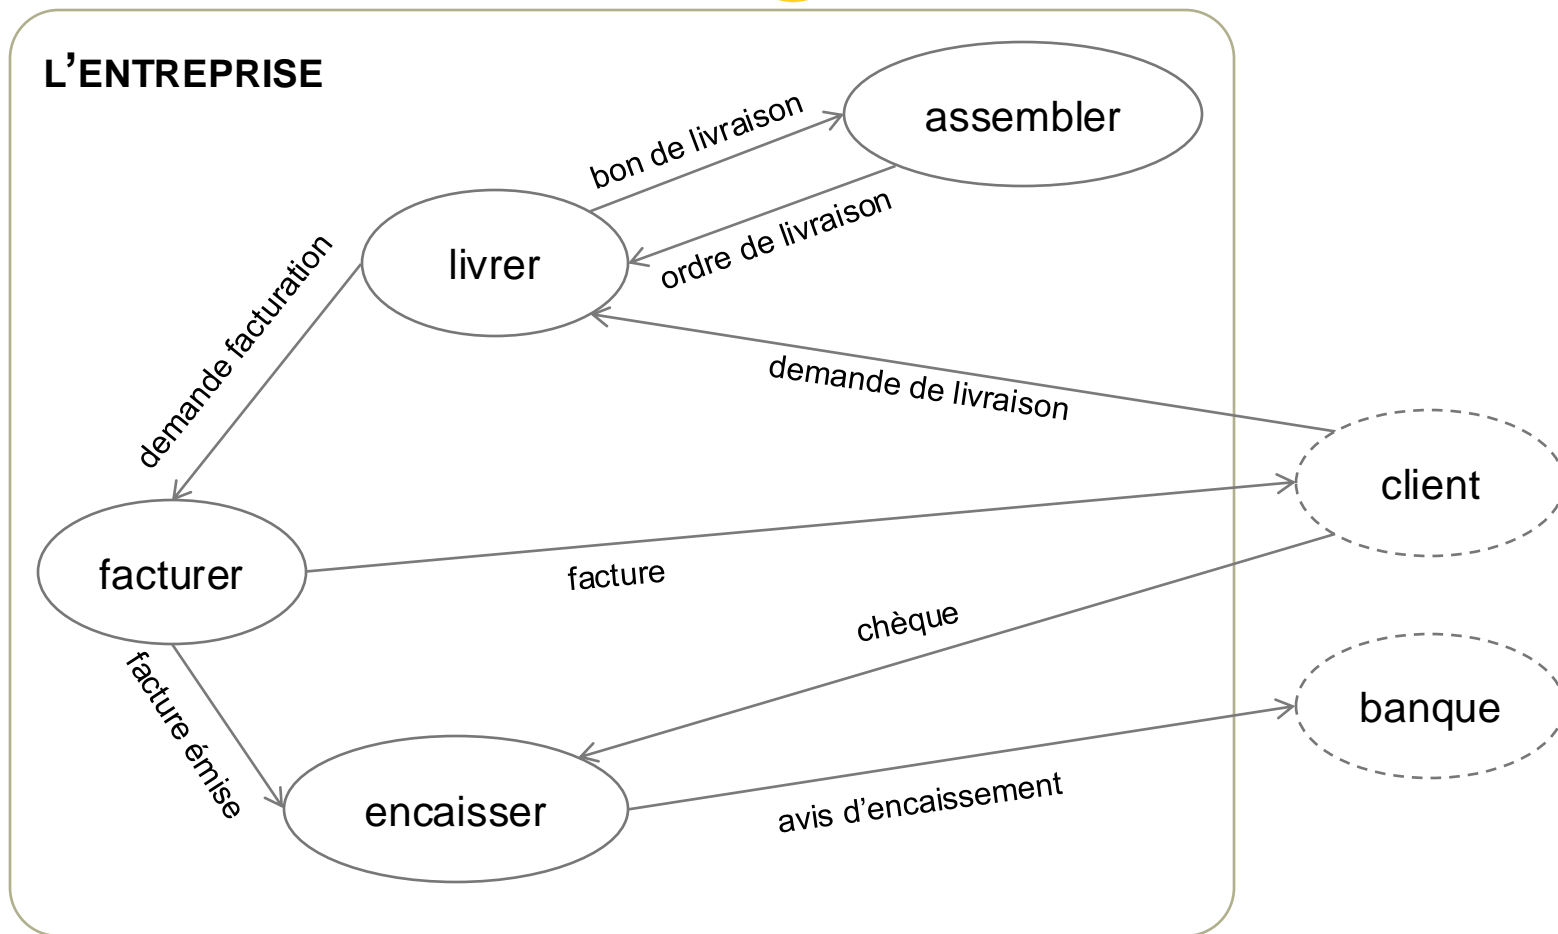 L’ENTREPRISE
assembler
bon de livraison
ordre de livraison
livrer
demande facturation
demande de livraison
client
facturer
facture
chèque
banque
facture émise
encaisser
avis d’encaissement